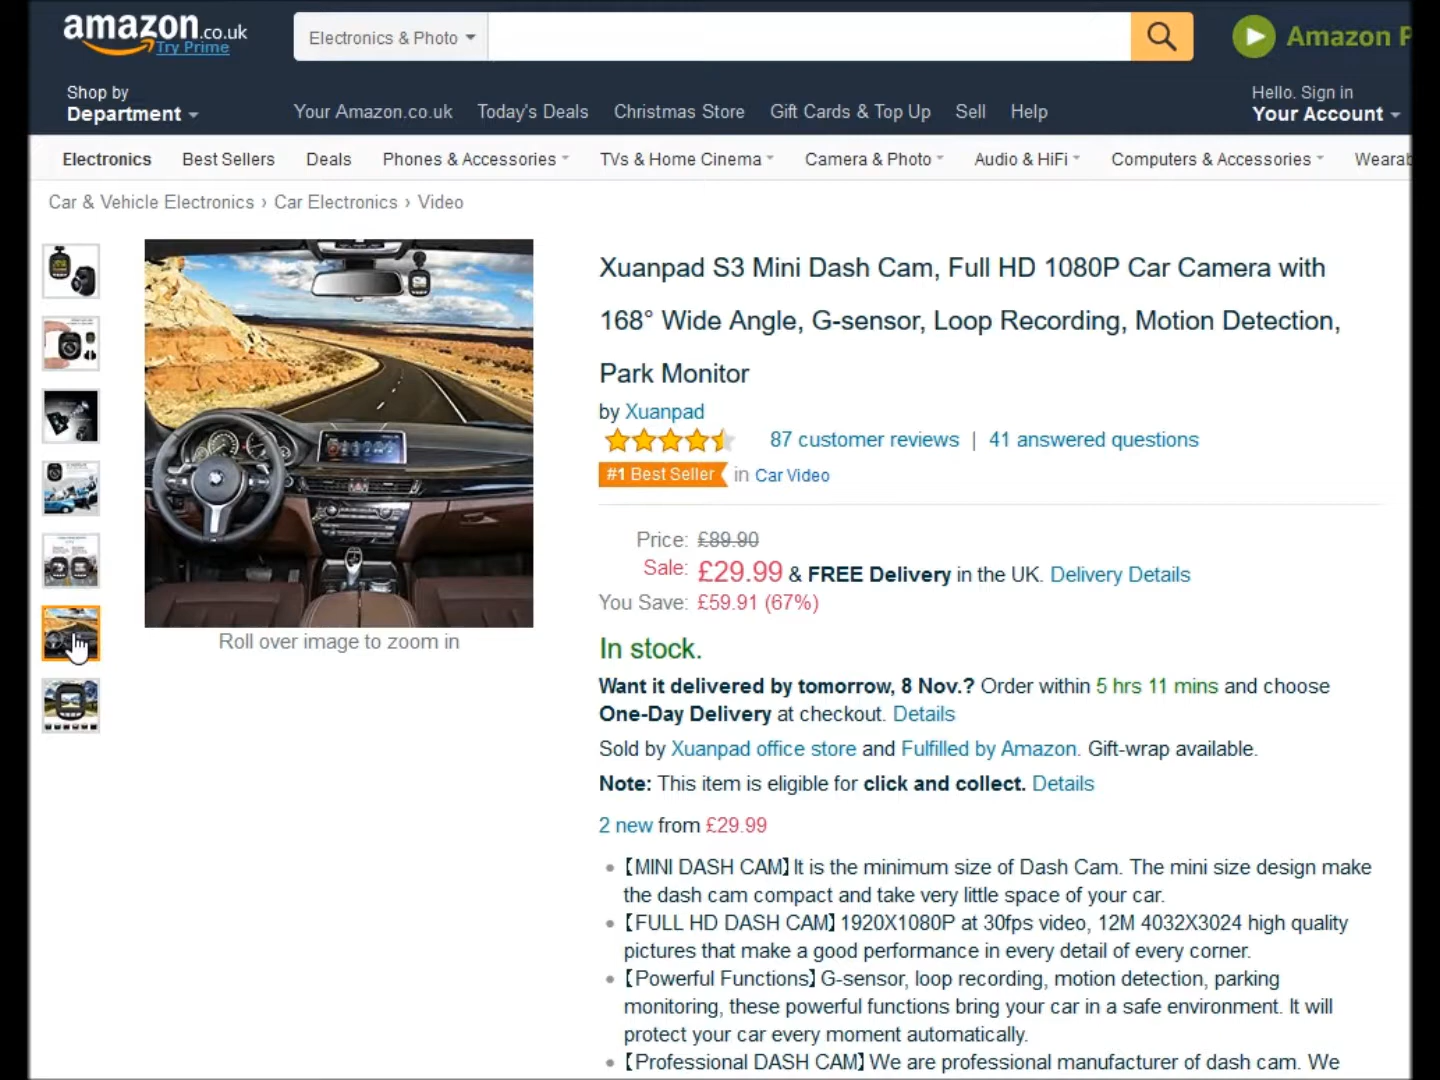 amazon.co.uk
Try Prime
Electronics & Photo
Amazon P
Shop by
Department
Your Amazon.co.uk Today's Deals Christmas Store Gift Cards & Top Up Sell Help
Hello. Sign in
Your Account
Electronics Best Sellers Deals Phones & Accessories TVs & Home Cinema Camera & Photo Audio & HiFi Computers & Accessories Wearab
Car & Vehicle Electronics › Car Electronics › Video
Xuanpad S3 Mini Dash Cam, Full HD 1080P Car Camera with
168° Wide Angle, G-sensor, Loop Recording, Motion Detection,
Park Monitor
by Xuanpad
87 customer reviews | 41 answered questions
#1 Best Seller in Car Video
Price: £89.90
Sale: £29.99 & FREE Delivery in the UK. Delivery Details
You Save: £59.91 (67%)
Roll over image to zoom in
In stock.
Want it delivered by tomorrow, 8 Nov.? Order within 5 hrs 11 mins and choose
One-Day Delivery at checkout. Details
Sold by Xuanpad office store and Fulfilled by Amazon. Gift-wrap available.
Note: This item is eligible for click and collect. Details
2 new from £29.99
• 【MINI DASH CAM】It is the minimum size of Dash Cam. The mini size design make
the dash cam compact and take very little space of your car.
• 【FULL HD DASH CAM】1920X1080P at 30fps video, 12M 4032X3024 high quality
pictures that make a good performance in every detail of every corner.
• 【Powerful Functions】G-sensor, loop recording, motion detection, parking
monitoring, these powerful functions bring your car in a safe environment. It will
protect your car every moment automatically.
• 【Professional DASH CAM】We are professional manufacturer of dash cam. We